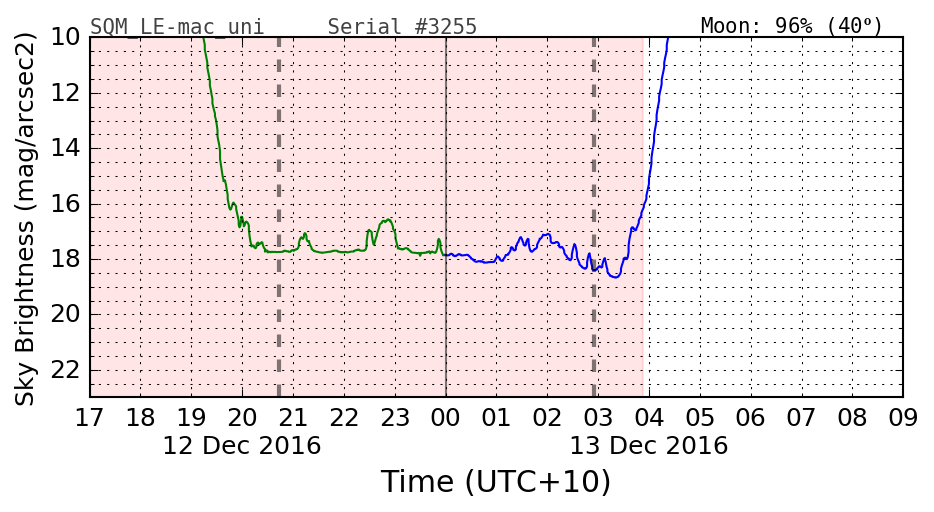 SQM_LE-mac_uni Serial #3255 Moon: 96% (40°)
Sky Brightness (mag/arcsec2)
10
12
14
16
18
20
22
17 18 19 20 21 22 23 00 01 02 03 04 05 06 07 08 09
12 Dec 2016 13 Dec 2016
Time (UTC+10)